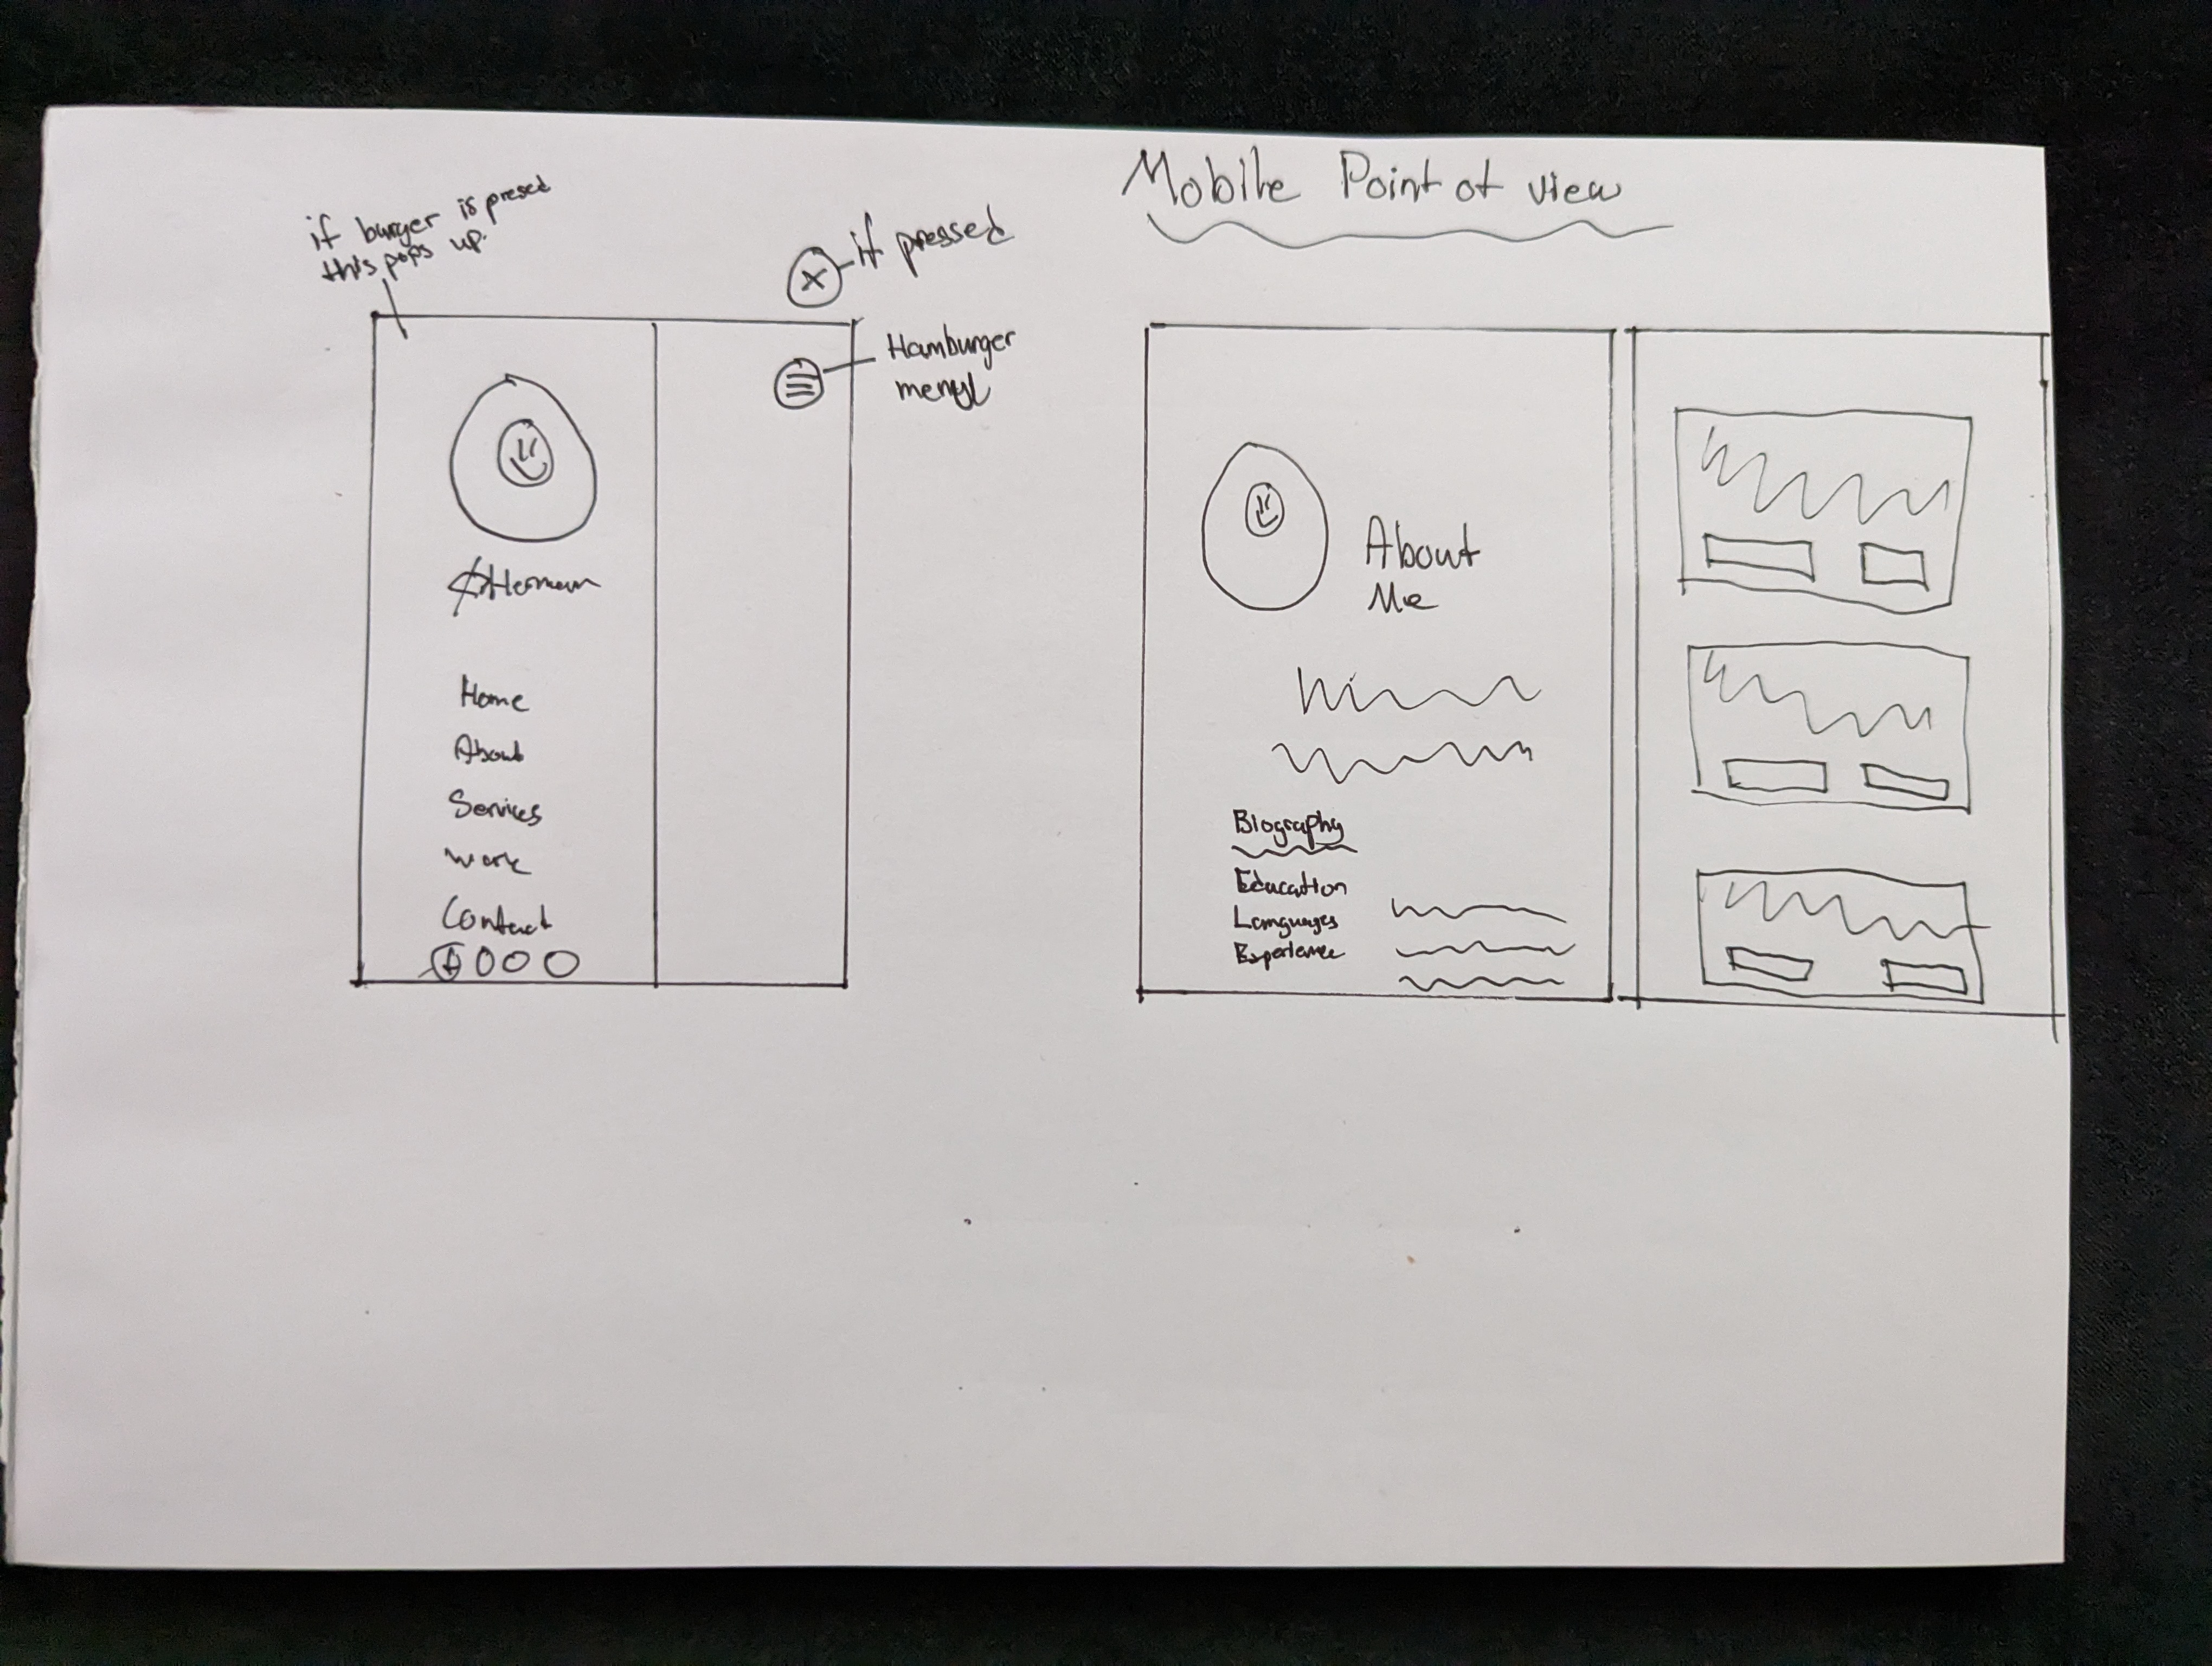 Mobile Point of view
if burger is presed
this pops up.
X
if pressed
Hamburger
Herman
Home
About
Services
Work
Contact
About
Me
Biography
Education
Languages
Experience